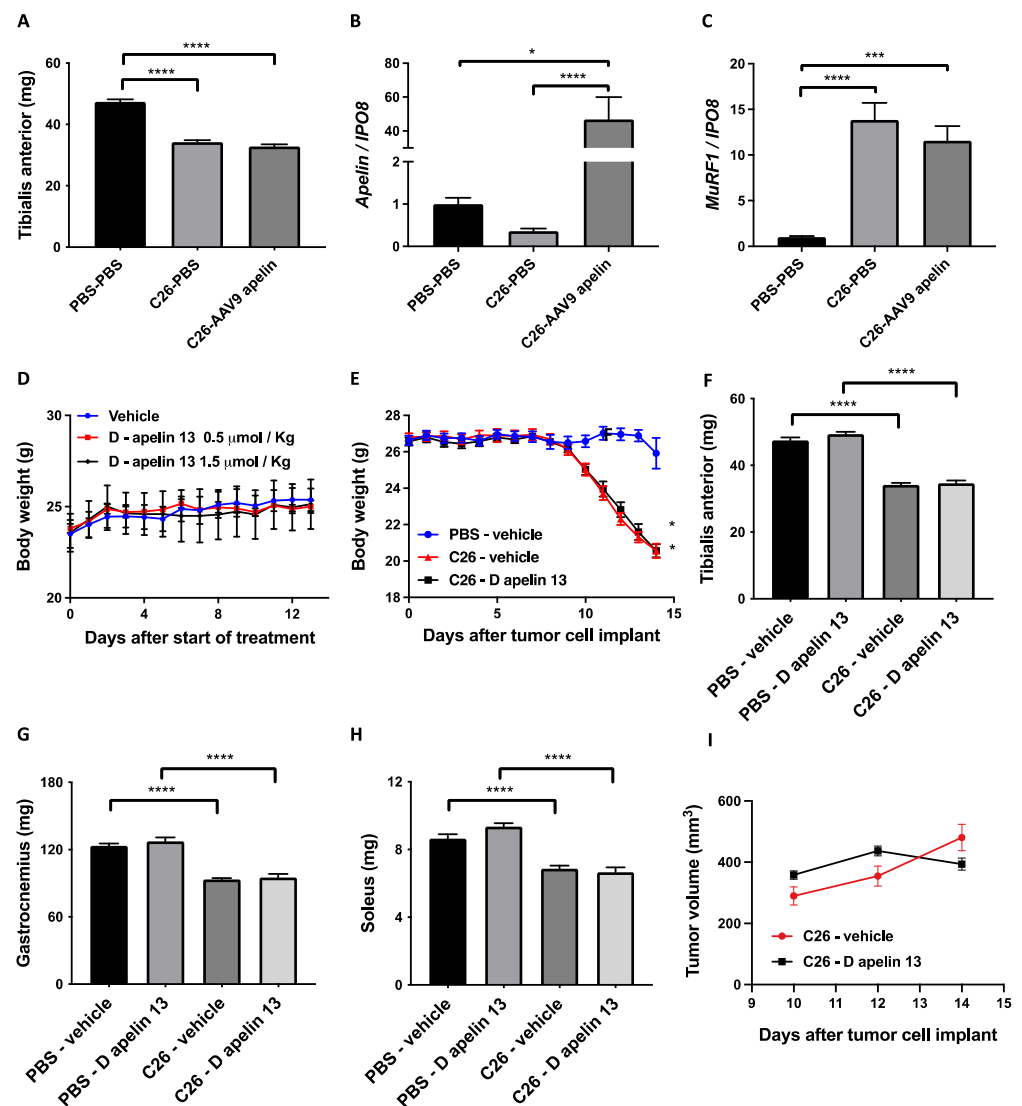 A
Tibialis anterior (mg)
60
40
20
0
****
****
PBS-PBS
C26-PBS
C26-AAV9 apelin
B
Apelin / IPO8
80
60
40
20
2
1
0
*
****
PBS-PBS
C26-PBS
C26-AAV9 apelin
C
MuRF1 / IPO8
20
15
10
5
0
***
****
PBS-PBS
C26-PBS
C26-AAV9 apelin
D
Body weight (g)
30
25
20
Vehicle
D - apelin 13 0.5 μmol / Kg
D - apelin 13 1.5 μmol / Kg
0
4
8
12
Days after start of treatment
E
Body weight (g)
28
26
24
22
20
18
PBS - vehicle
C26 - vehicle
C26 - D apelin 13
*
*
0
5
10
15
Days after tumor cell implant
F
Tibialis anterior (mg)
60
40
20
0
****
****
PBS - vehicle
PBS - D apelin 13
C26 - vehicle
C26 - D apelin 13
G
Gastrocnemius (mg)
180
120
60
0
****
****
PBS - vehicle
PBS - D apelin 13
C26 - vehicle
C26 - D apelin 13
H
Soleus (mg)
12
9
6
3
0
****
****
PBS - vehicle
PBS - D apelin 13
C26 - vehicle
C26 - D apelin 13
I
Tumor volume (mm³)
600
400
200
0
C26 - vehicle
C26 - D apelin 13
9
10
11
12
13
14
15
Days after tumor cell implant